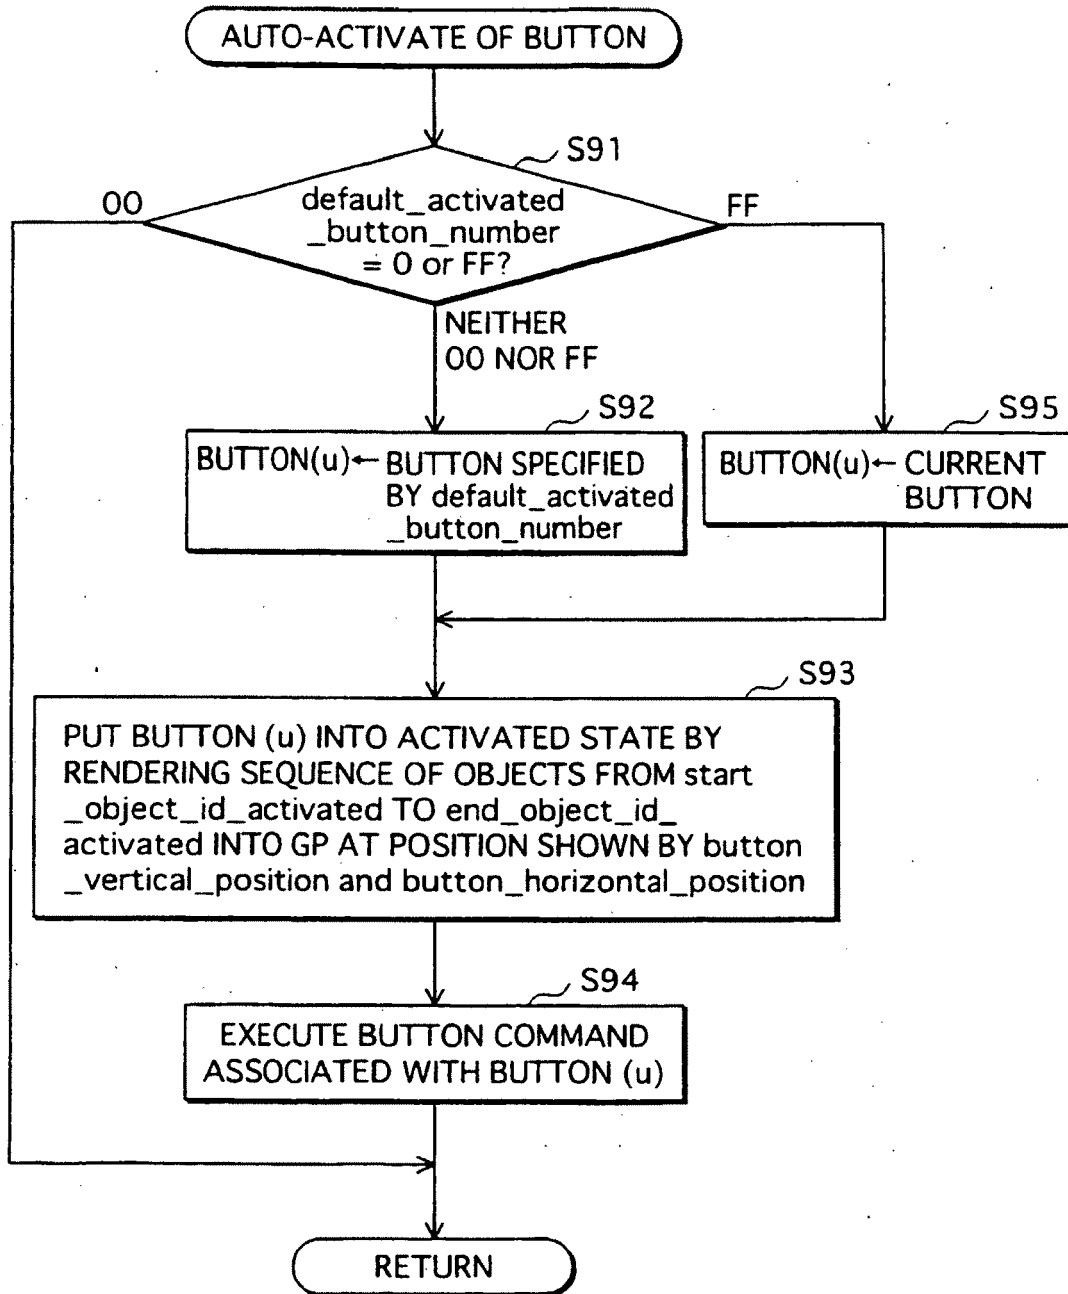 AUTO-ACTIVATE OF BUTTON
S91
00
default_activated
_button_number
= 0 or FF?
FF
NEITHER
00 NOR FF
S92
BUTTON(u)← BUTTON SPECIFIED
BY default_activated
_button_number
S95
BUTTON(u)← CURRENT
BUTTON
S93
PUT BUTTON (u) INTO ACTIVATED STATE BY
RENDERING SEQUENCE OF OBJECTS FROM start
_object_id_activated TO end_object_id_
activated INTO GP AT POSITION SHOWN BY button
_vertical_position and button_horizontal_position
S94
EXECUTE BUTTON COMMAND
ASSOCIATED WITH BUTTON (u)
RETURN